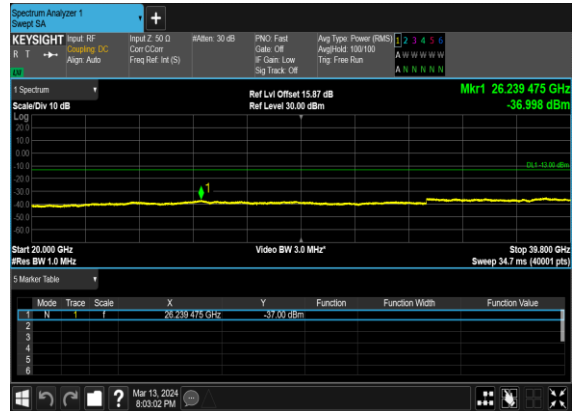 Spectrum Analyzer 1
Swept SA
+
KEYSIGHT Input: RF Input Z: 50 Ω #Atten: 30 dB PNO: Fast Avg Type: Power (RMS) 1 2 3 4 5 6
R T Coupling: DC Corr CCorr Gate: Off Avg|Hold: 100/100 A W W W W W
Align: Auto Freq Ref: Int (S) IF Gain: Low Trig: Free Run
LXI Sig Track: Off A N N N N N
1 Spectrum Ref Lvl Offset 15.87 dB Mkr1 26.239 475 GHz
Scale/Div 10 dB Ref Level 30.00 dBm -36.998 dBm
Log
20.0
10.0
0.00
-10.0
DL1 -13.00 dBm
-20.0
-30.0
1
-40.0
-50.0
-60.0
Start 20.000 GHz Video BW 3.0 MHz* Stop 39.800 GHz
#Res BW 1.0 MHz Sweep 34.7 ms (40001 pts)
5 Marker Table
Mode Trace Scale X Y Function Function Width Function Value
1 N 1 f 26.239 475 GHz -37.00 dBm
2
3
4
5
6
? Mar 13, 2024
8:03:02 PM